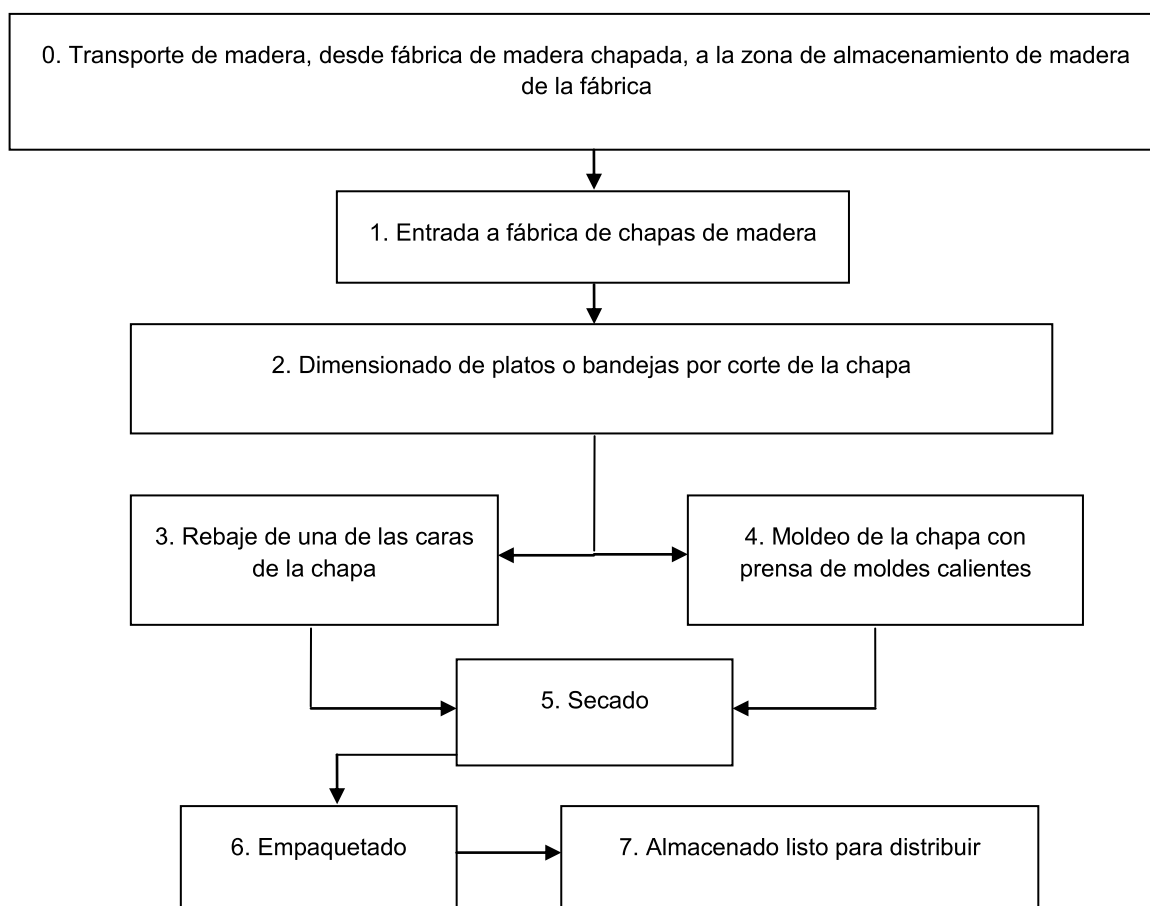 0. Transporte de madera, desde fábrica de madera chapada, a la zona de almacenamiento de madera
de la fábrica
1. Entrada a fábrica de chapas de madera
2. Dimensionado de platos o bandejas por corte de la chapa
3. Rebaje de una de las caras
de la chapa
4. Moldeo de la chapa con
prensa de moldes calientes
5. Secado
6. Empaquetado
7. Almacenado listo para distribuir